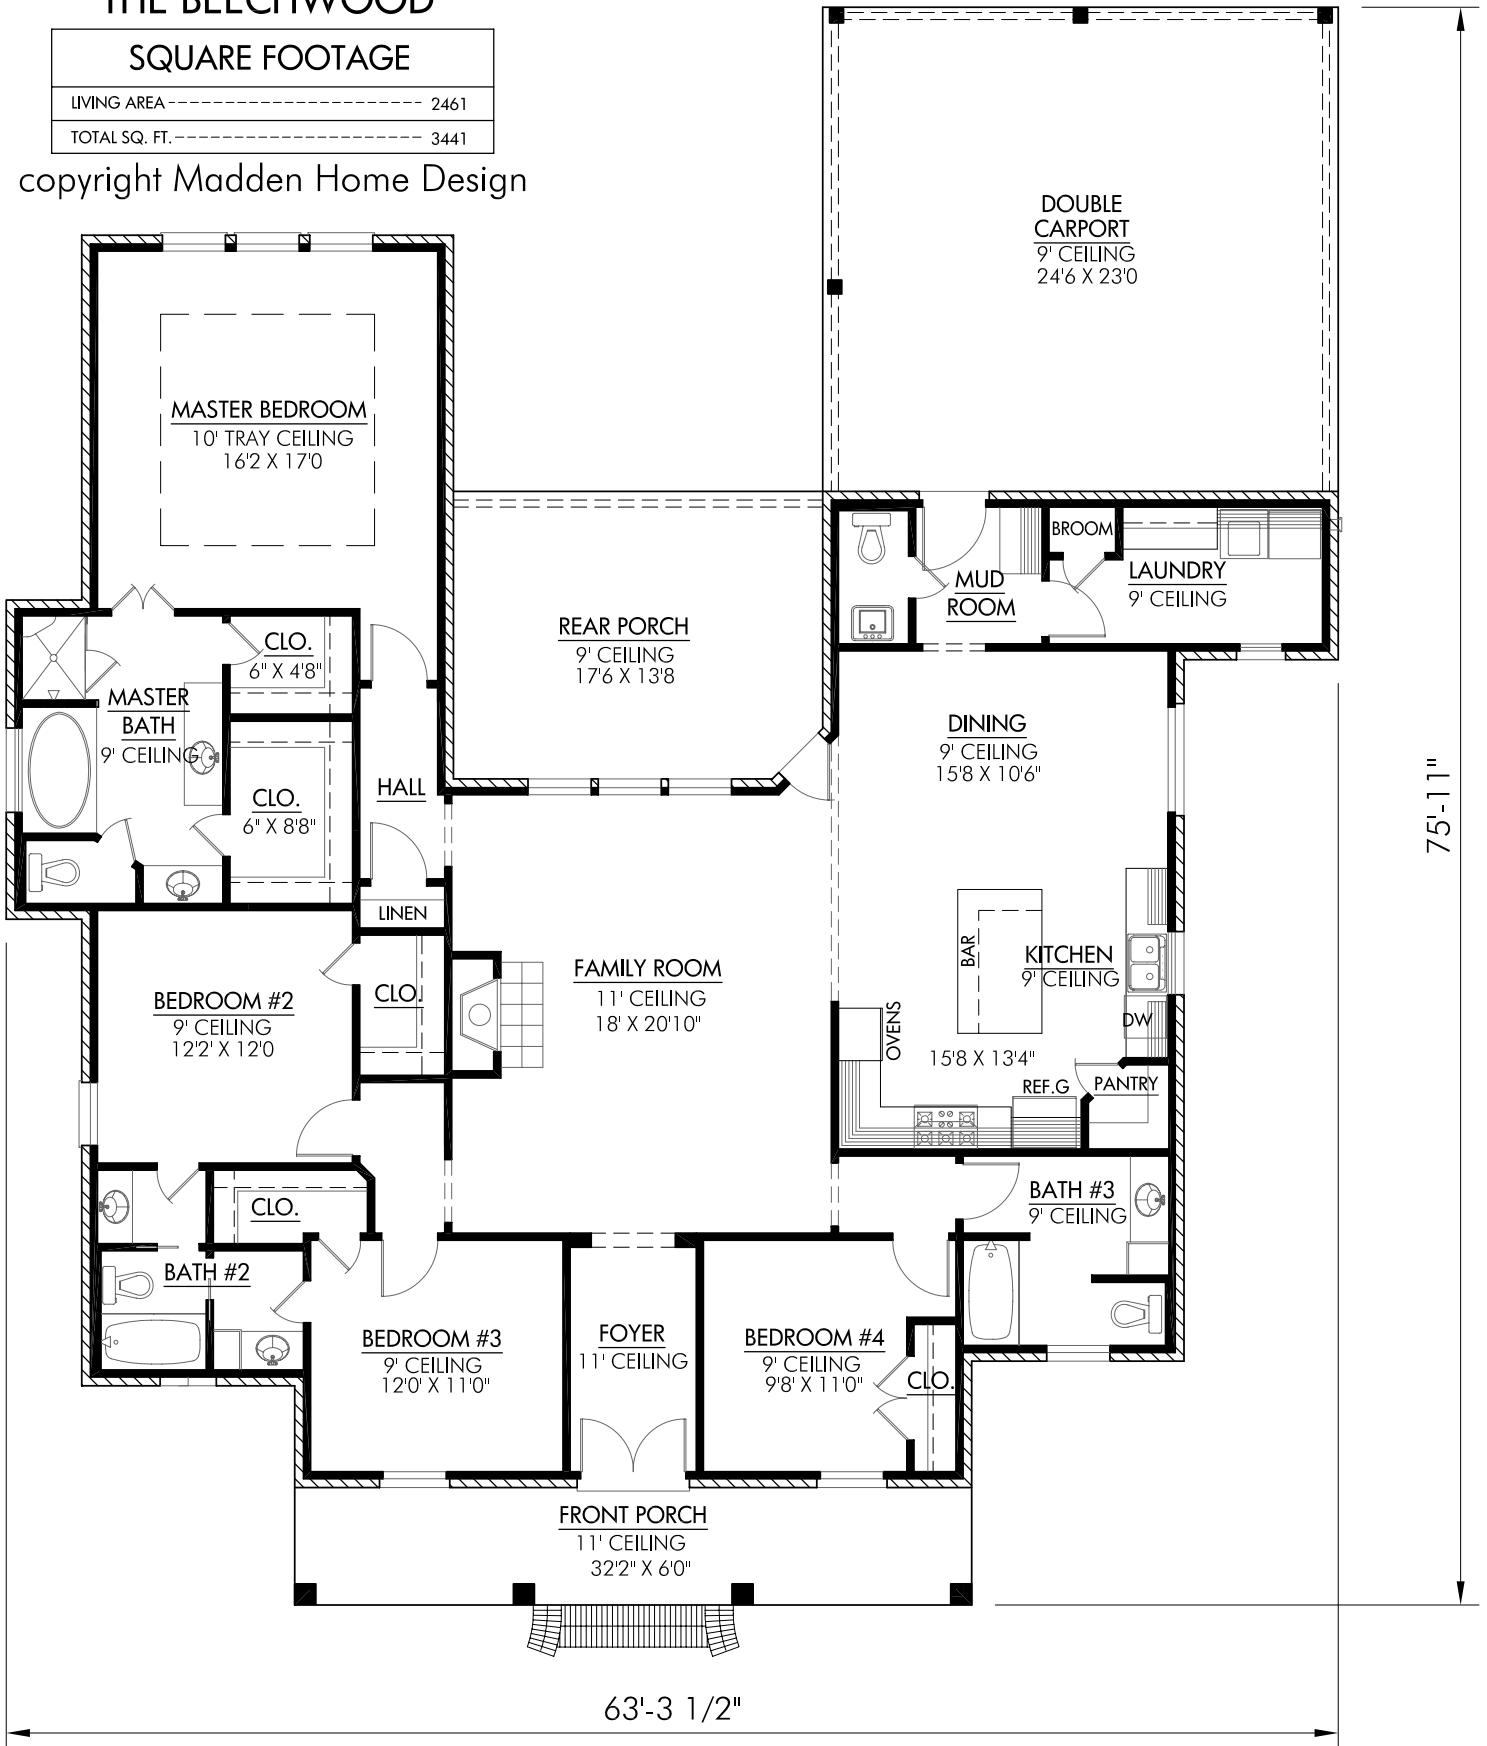 THE BEECHWOOD
SQUARE FOOTAGE
LIVING AREA 2461
TOTAL SQ. FT. 3441
copyright Madden Home Design
DOUBLE
CARPORT
9' CEILING
24'6 X 23'0
MASTER BEDROOM
10' TRAY CEILING
16'2 X 17'0
BROOM
MUD
ROOM
LAUNDRY
9' CEILING
REAR PORCH
9' CEILING
17'6 X 13'8
CLO.
6" X 4'8"
MASTER
BATH
9' CEILING
CLO.
6" X 8'8"
HALL
DINING
9' CEILING
15'8 X 10'6"
75'-11"
LINEN
BAR
KITCHEN
9' CEILING
FAMILY ROOM
11' CEILING
18' X 20'10"
CLO.
BEDROOM #2
9' CEILING
12'2' X 12'0
OVENS
DW
15'8 X 13'4"
REF.G
PANTRY
CLO.
BATH #3
9' CEILING
BATH #2
BEDROOM #3
9' CEILING
12'0' X 11'0"
FOYER
11' CEILING
BEDROOM #4
9' CEILING
9'8' X 11'0"
CLO.
FRONT PORCH
11' CEILING
32'2" X 6'0"
63'-3 1/2"